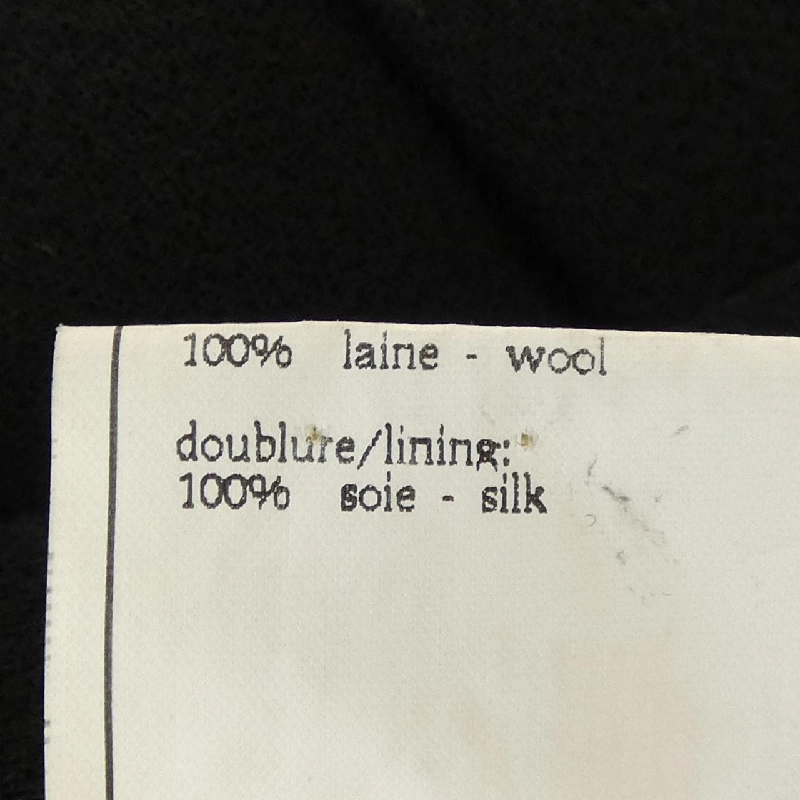 100% laine - wool
doublure/lining:
100% soie - silk